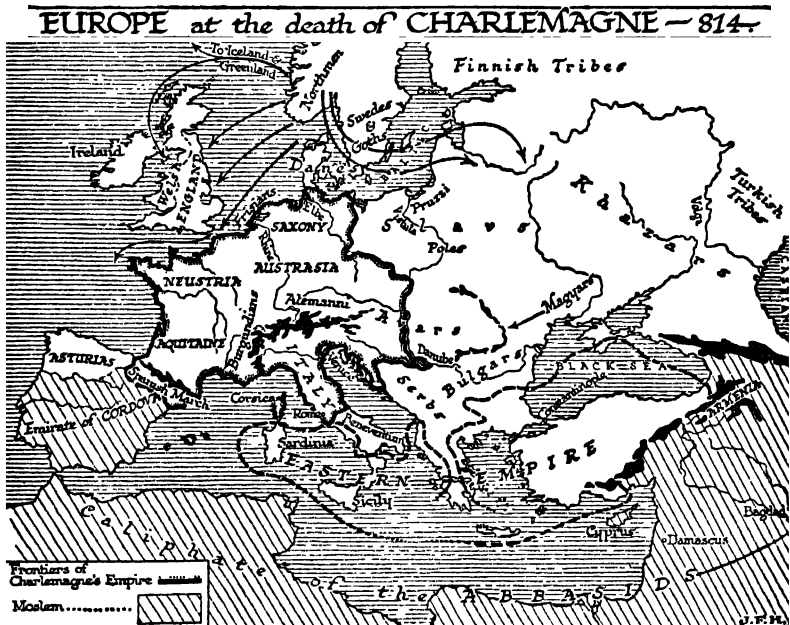 EUROPE at the death of CHARLEMAGNE — 814.
To Iceland &
Greenland
Northmen
Finnish Tribes
Swedes
&
Goths
Ireland
Wales
ENGLAND
Frisians
Elbe
SAXONY
Pruzzi
Slavs
Poles
Khazars
Volga
Turkish
Tribes
CASPIAN
NEUSTRIA
Rhine
AUSTRASIA
Alemanni
Magyars
Avars
AQUITAINE
Burgundians
Danube
Bulgars
Serbs
BLACK SEA
ASTURIAS
Spanish March
Emirate of CORDOVA
Corsica
ITALY
Rome
Beneventum
Constantinople
ARMENIA
Sardinia
EASTERN EMPIRE
Sicily
Cyprus
Bagdad
Damascus
Caliphate of the ABBASIDS
Frontiers of
Charlemagne's Empire
Moslem
J.F.H.